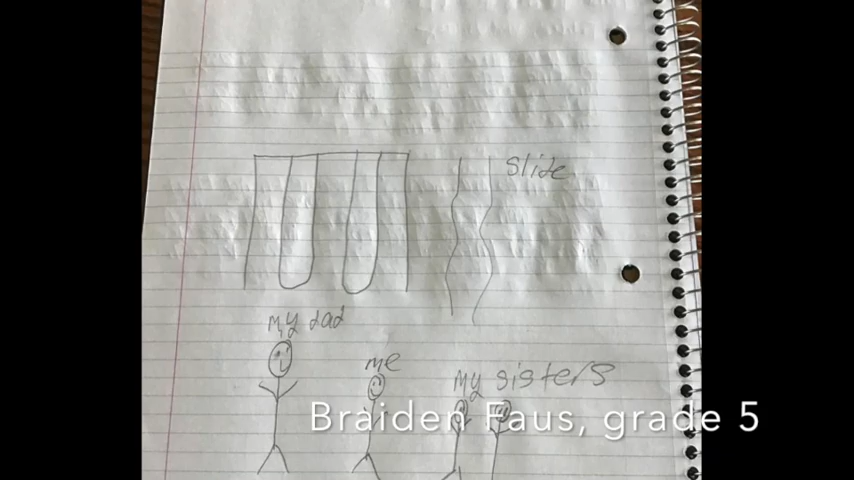 slide
my dad
me
my sisters
Braiden Faus, grade 5